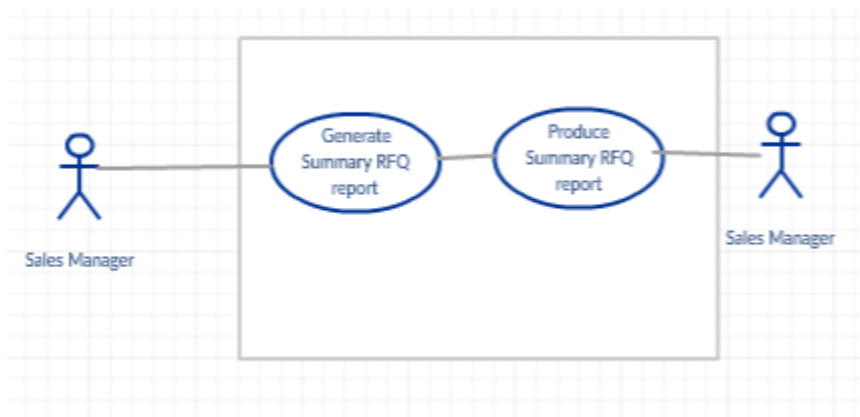 Generate
Summary RFQ
report
Produce
Summary RFQ
report
Sales Manager
Sales Manager